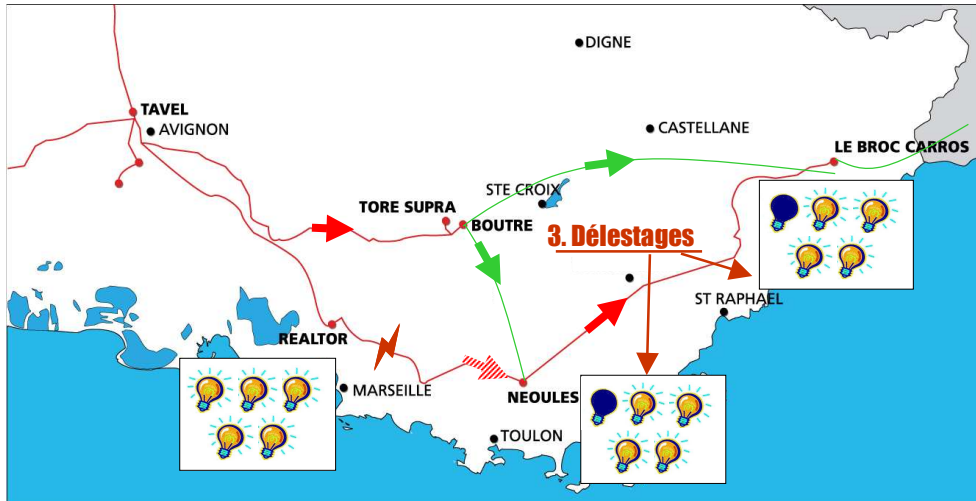 DIGNE
TAVEL
AVIGNON
CASTELLANE
LE BROC CARROS
STE CROIX
TORE SUPRA
BOUTRE
3. Délestages
ST RAPHAEL
REALTOR
MARSEILLE
NEOULES
TOULON